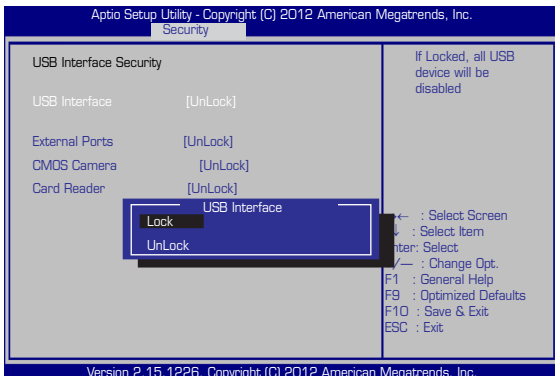 Aptio Setup Utility - Copyright (C) 2012 American Megatrends, Inc.
Security
USB Interface Security
USB Interface [UnLock]
External Ports [UnLock]
CMOS Camera [UnLock]
Card Reader [UnLock]
USB Interface
Lock
UnLock
If Locked, all USB
device will be
disabled
→← : Select Screen
: Select Item
nter: Select
/— : Change Opt.
F1 : General Help
F9 : Optimized Defaults
F10 : Save & Exit
ESC : Exit
Version 2.15.1226. Copyright (C) 2012 American Megatrends, Inc.